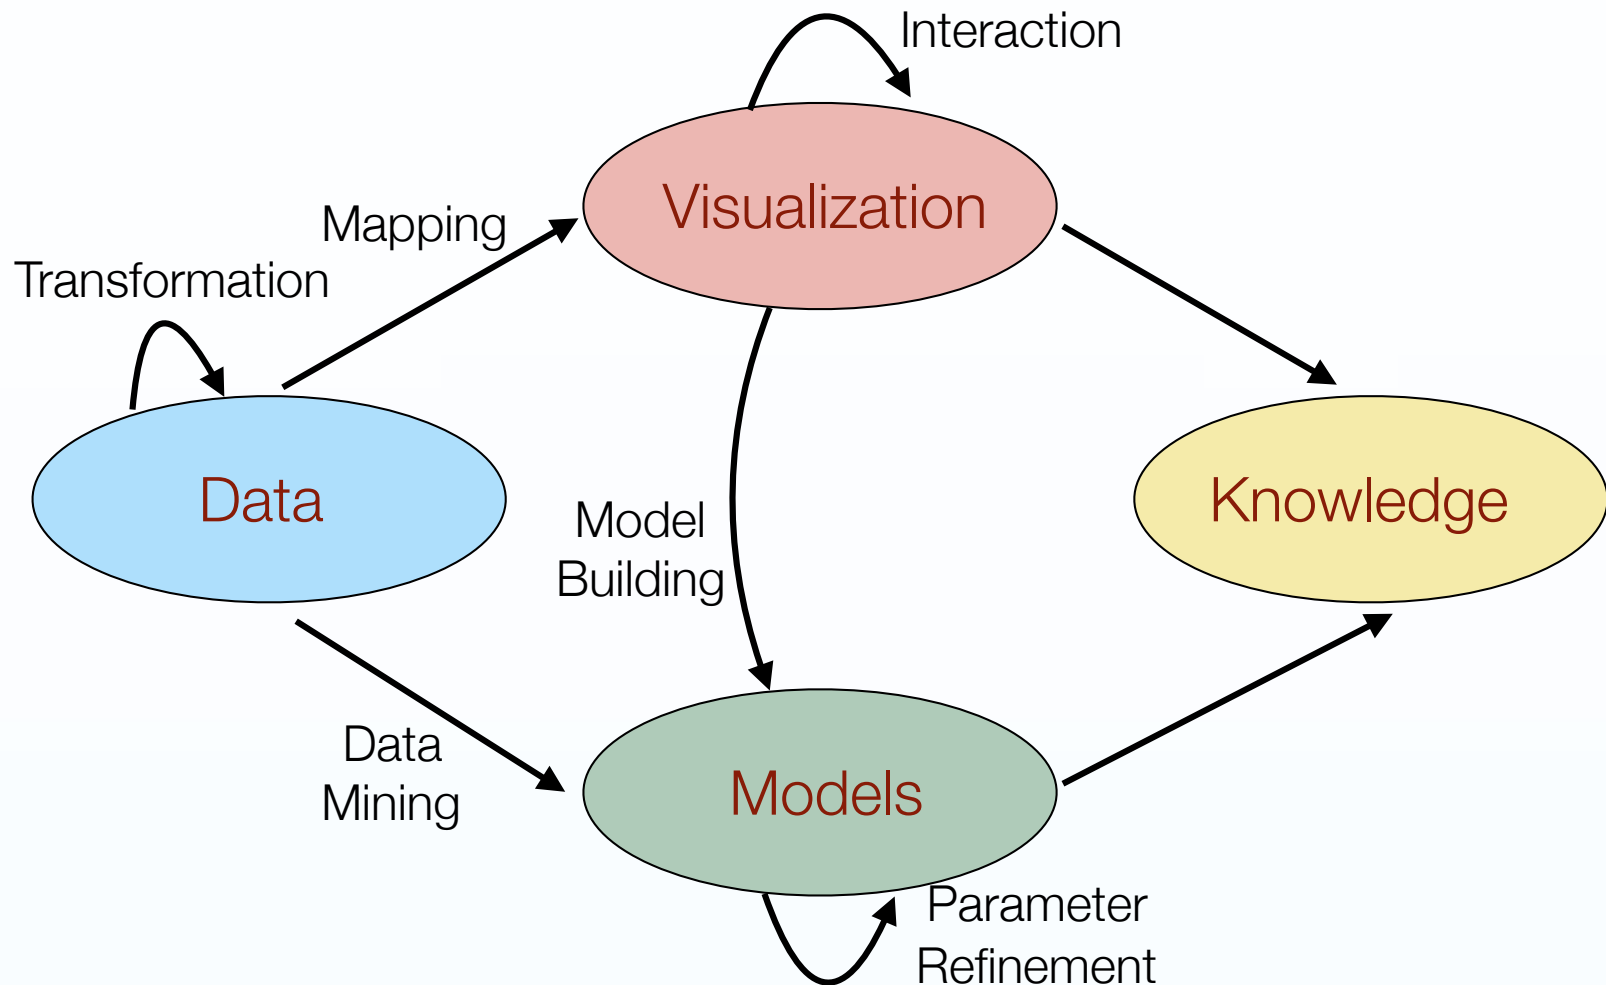 Interaction
Visualization
Mapping
Transformation
Data
Model
Building
Knowledge
Data
Mining
Models
Parameter
Refinement